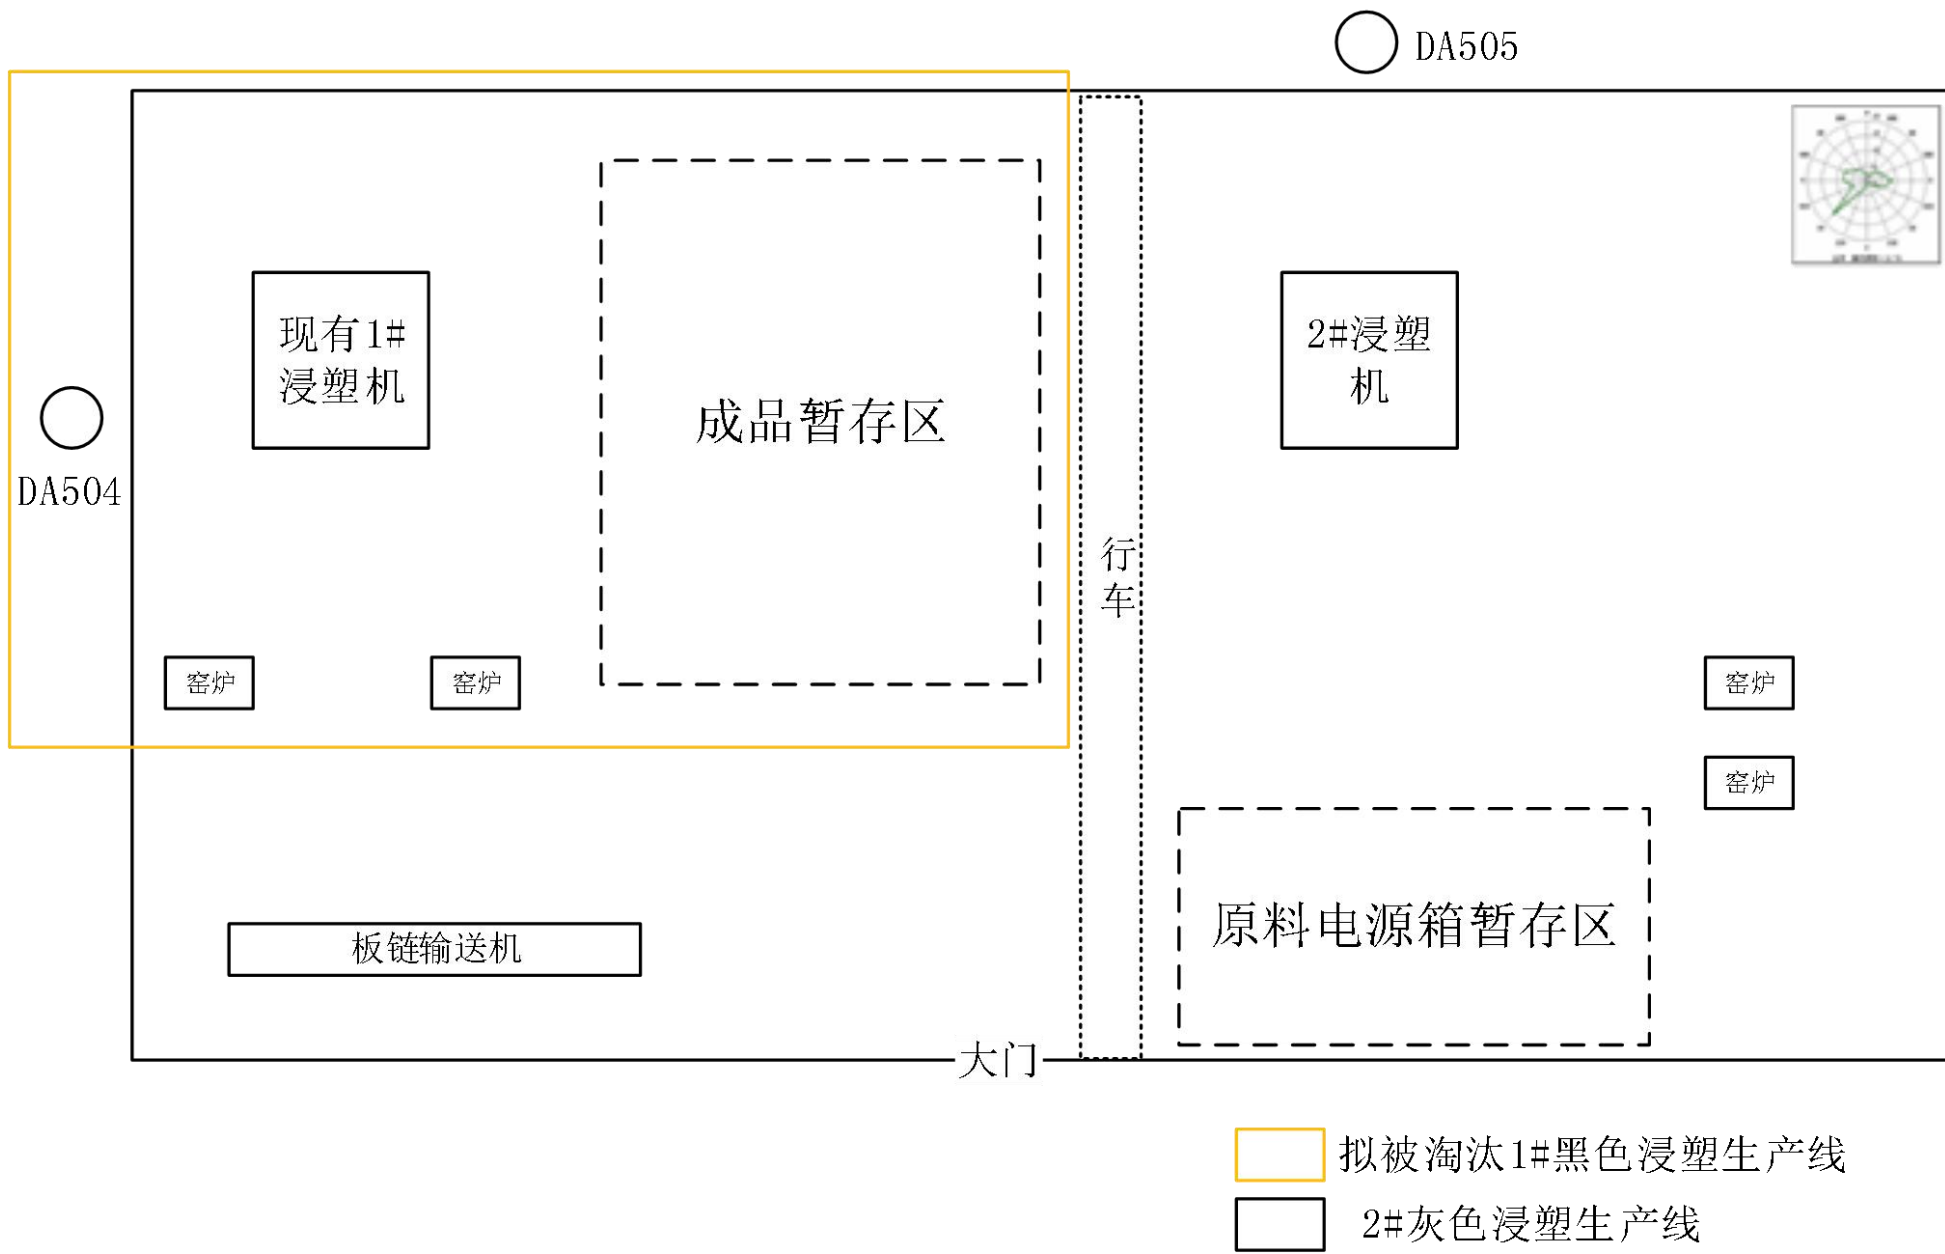 DA505
现有1#
浸塑机
2#浸塑
机
成品暂存区
DA504
行
车
窑炉
窑炉
窑炉
窑炉
原料电源箱暂存区
板链输送机
大门
拟被淘汰1#黑色浸塑生产线
2#灰色浸塑生产线